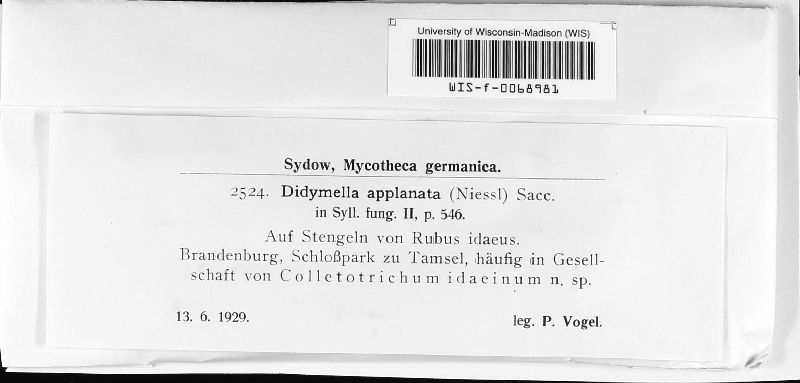 University of Wisconsin-Madison (WIS)
WIS-f-0068981
Sydow, Mycotheca germanica.
2524. Didymella applanata (Niessl) Sacc.
in Syll. fung. II, p. 546.
Auf Stengeln von Rubus idaeus.
Brandenburg, Schloßpark zu Tamsel, häufig in Gesell-
schaft von Colletotrichum idaeinum n. sp.
13. 6. 1929.
leg. P. Vogel.